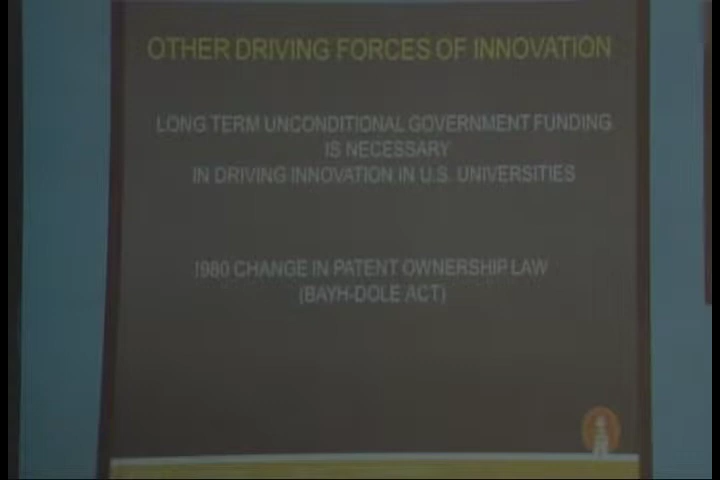 OTHER DRIVING FORCES OF INNOVATION
LONG TERM UNCONDITIONAL GOVERNMENT FUNDING
IS NECESSARY
IN DRIVING INNOVATION IN U.S. UNIVERSITIES
1980 CHANGE IN PATENT OWNERSHIP LAW
(BAYH-DOLE ACT)